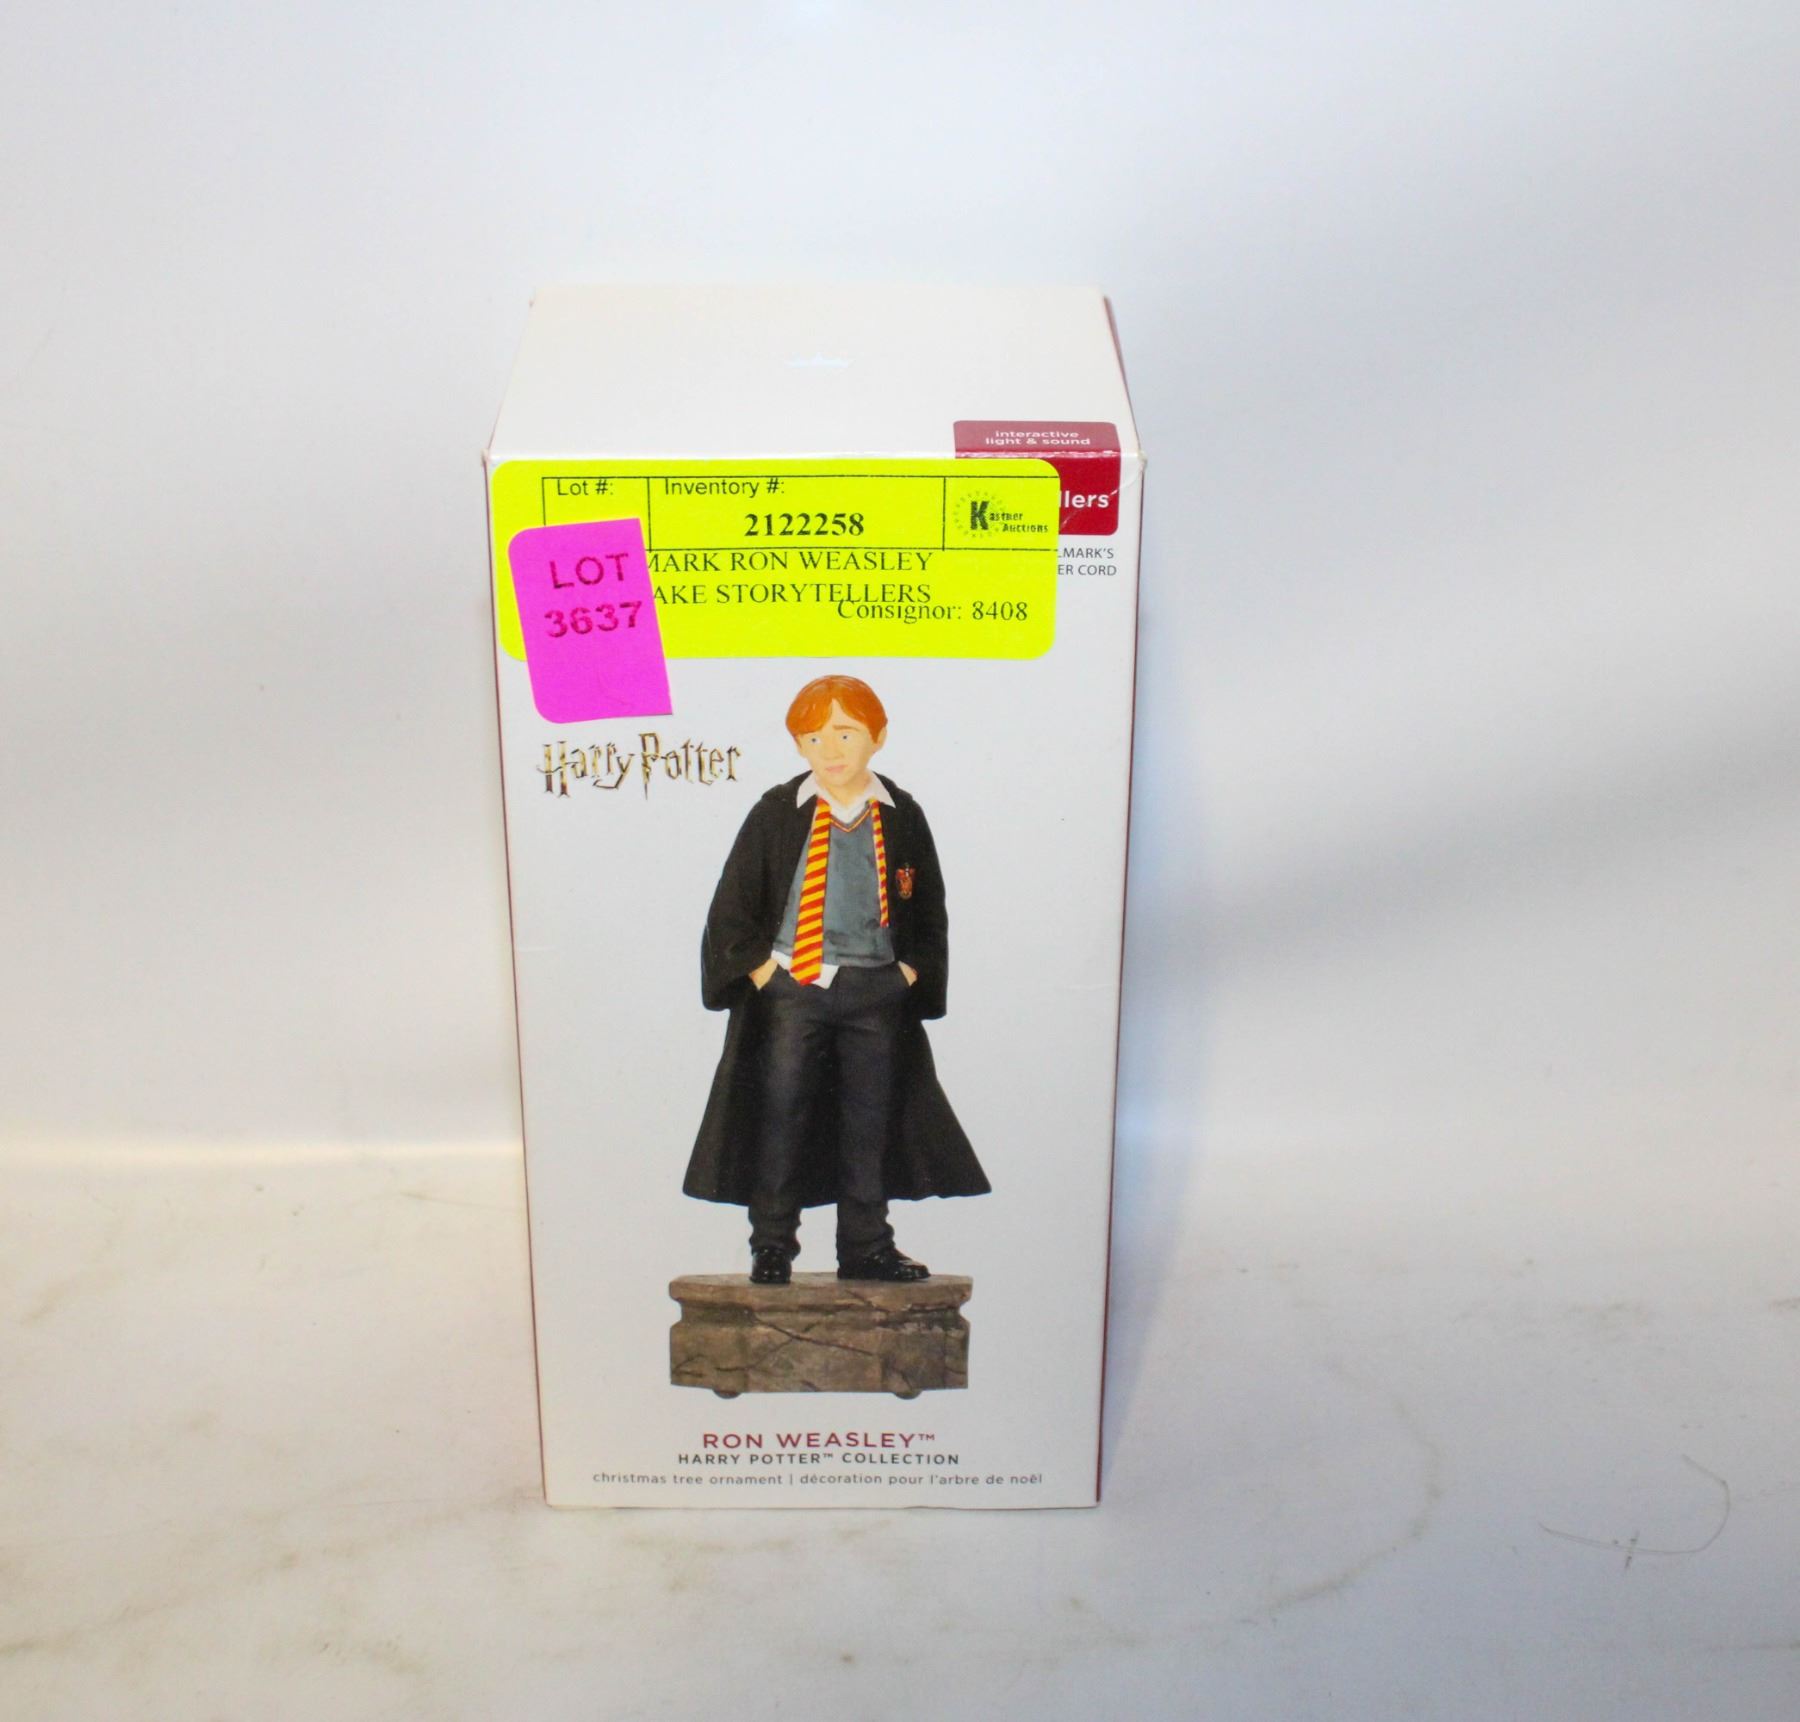 interactive
light & sound
Lot #:
Inventory #:
2122258
Kastner
Auctions
MARK RON WEASLEY
AKE STORYTELLERS
Consignor: 8408
LOT
3637
llers
LMARK'S
ER CORD
Harry Potter
RON WEASLEY™
HARRY POTTER™ COLLECTION
christmas tree ornament | décoration pour l'arbre de noël